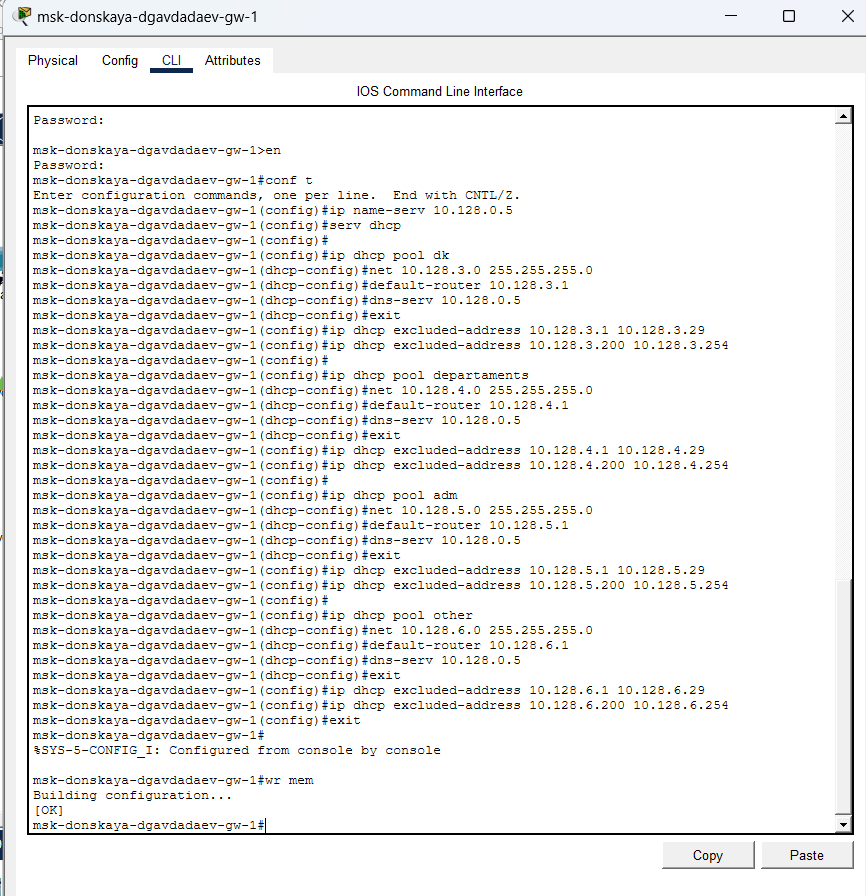 msk-donskaya-dgavdadaev-gw-1
Physical Config CLI Attributes
IOS Command Line Interface
Password:
msk-donskaya-dgavdadaev-gw-1>en
Password:
msk-donskaya-dgavdadaev-gw-1#conf t
Enter configuration commands, one per line.  End with CNTL/Z.
msk-donskaya-dgavdadaev-gw-1(config)#ip name-serv 10.128.0.5
msk-donskaya-dgavdadaev-gw-1(config)#serv dhcp
msk-donskaya-dgavdadaev-gw-1(config)#
msk-donskaya-dgavdadaev-gw-1(config)#ip dhcp pool dk
msk-donskaya-dgavdadaev-gw-1(dhcp-config)#net 10.128.3.0 255.255.255.0
msk-donskaya-dgavdadaev-gw-1(dhcp-config)#default-router 10.128.3.1
msk-donskaya-dgavdadaev-gw-1(dhcp-config)#dns-serv 10.128.0.5
msk-donskaya-dgavdadaev-gw-1(dhcp-config)#exit
msk-donskaya-dgavdadaev-gw-1(config)#ip dhcp excluded-address 10.128.3.1 10.128.3.29
msk-donskaya-dgavdadaev-gw-1(config)#ip dhcp excluded-address 10.128.3.200 10.128.3.254
msk-donskaya-dgavdadaev-gw-1(config)#
msk-donskaya-dgavdadaev-gw-1(config)#ip dhcp pool departaments
msk-donskaya-dgavdadaev-gw-1(dhcp-config)#net 10.128.4.0 255.255.255.0
msk-donskaya-dgavdadaev-gw-1(dhcp-config)#default-router 10.128.4.1
msk-donskaya-dgavdadaev-gw-1(dhcp-config)#dns-serv 10.128.0.5
msk-donskaya-dgavdadaev-gw-1(dhcp-config)#exit
msk-donskaya-dgavdadaev-gw-1(config)#ip dhcp excluded-address 10.128.4.1 10.128.4.29
msk-donskaya-dgavdadaev-gw-1(config)#ip dhcp excluded-address 10.128.4.200 10.128.4.254
msk-donskaya-dgavdadaev-gw-1(config)#
msk-donskaya-dgavdadaev-gw-1(config)#ip dhcp pool adm
msk-donskaya-dgavdadaev-gw-1(dhcp-config)#net 10.128.5.0 255.255.255.0
msk-donskaya-dgavdadaev-gw-1(dhcp-config)#default-router 10.128.5.1
msk-donskaya-dgavdadaev-gw-1(dhcp-config)#dns-serv 10.128.0.5
msk-donskaya-dgavdadaev-gw-1(dhcp-config)#exit
msk-donskaya-dgavdadaev-gw-1(config)#ip dhcp excluded-address 10.128.5.1 10.128.5.29
msk-donskaya-dgavdadaev-gw-1(config)#ip dhcp excluded-address 10.128.5.200 10.128.5.254
msk-donskaya-dgavdadaev-gw-1(config)#
msk-donskaya-dgavdadaev-gw-1(config)#ip dhcp pool other
msk-donskaya-dgavdadaev-gw-1(dhcp-config)#net 10.128.6.0 255.255.255.0
msk-donskaya-dgavdadaev-gw-1(dhcp-config)#default-router 10.128.6.1
msk-donskaya-dgavdadaev-gw-1(dhcp-config)#dns-serv 10.128.0.5
msk-donskaya-dgavdadaev-gw-1(dhcp-config)#exit
msk-donskaya-dgavdadaev-gw-1(config)#ip dhcp excluded-address 10.128.6.1 10.128.6.29
msk-donskaya-dgavdadaev-gw-1(config)#ip dhcp excluded-address 10.128.6.200 10.128.6.254
msk-donskaya-dgavdadaev-gw-1(config)#exit
msk-donskaya-dgavdadaev-gw-1#
%SYS-5-CONFIG_I: Configured from console by console
msk-donskaya-dgavdadaev-gw-1#wr mem
Building configuration...
[OK]
msk-donskaya-dgavdadaev-gw-1#
Copy Paste